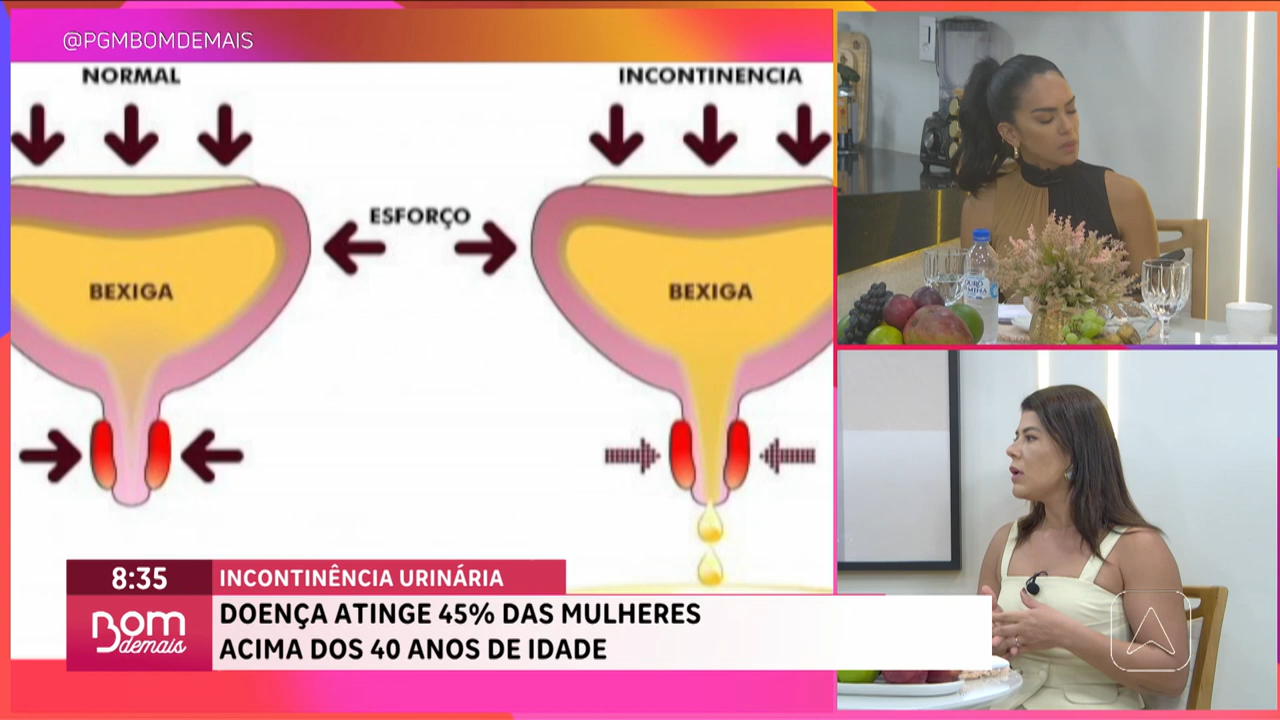 @PGMBOMDEMAIS
NORMAL
INCONTINENCIA
ESFORÇO
BEXIGA
BEXIGA
8:35
INCONTINÊNCIA URINÁRIA
Bom
demais
DOENÇA ATINGE 45% DAS MULHERES
ACIMA DOS 40 ANOS DE IDADE